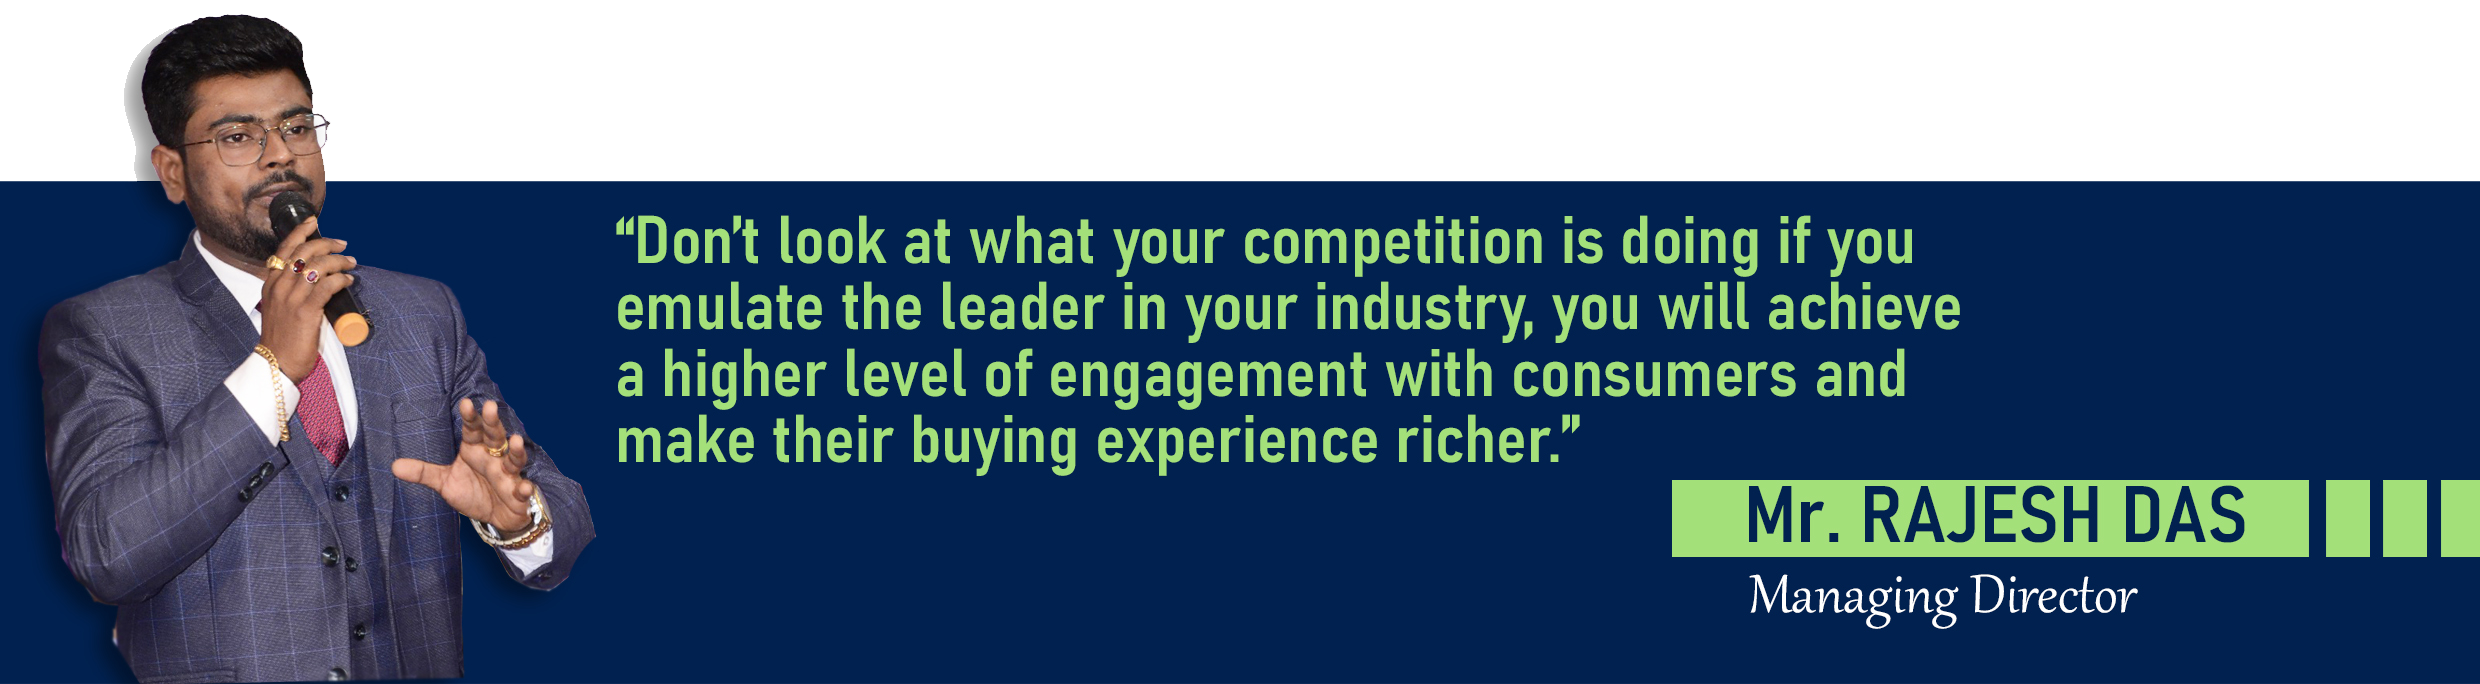 “Don’t look at what your competition is doing if you
emulate the leader in your industry, you will achieve
a higher level of engagement with consumers and
make their buying experience richer.”
Mr. RAJESH DAS
Managing Director